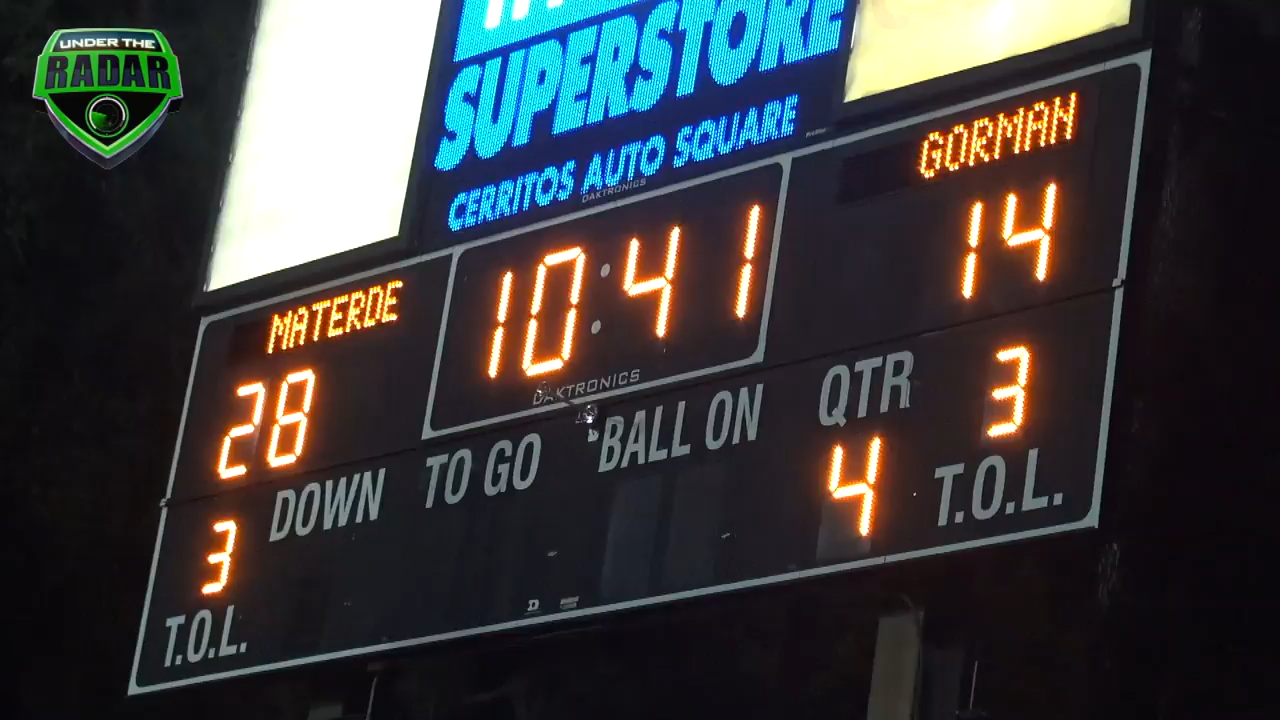 UNDER THE
RADAR
SUPERSTORE
CERRITOS AUTO SQUARE
DAKTRONICS
GORMAN
14
10:41
MATERDE
28
DAKTRONICS
DOWN
TO GO
BALL ON
QTR
4
3
T.O.L.
3
T.O.L.